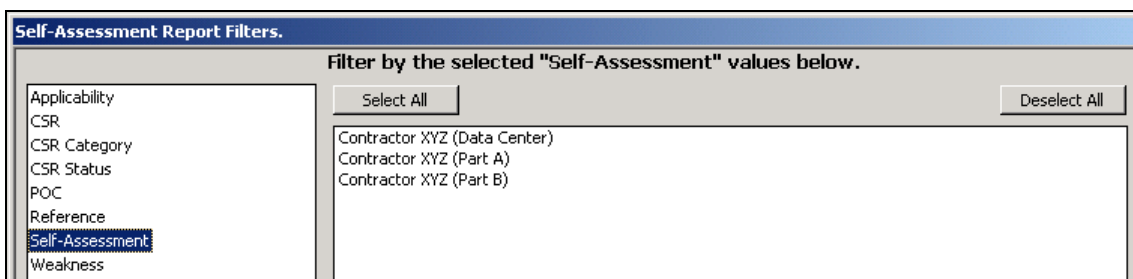 Self-Assessment Report Filters.
Filter by the selected "Self-Assessment" values below.
Applicability
CSR
CSR Category
CSR Status
POC
Reference
Self-Assessment
Weakness
Select All
Deselect All
Contractor XYZ (Data Center)
Contractor XYZ (Part A)
Contractor XYZ (Part B)